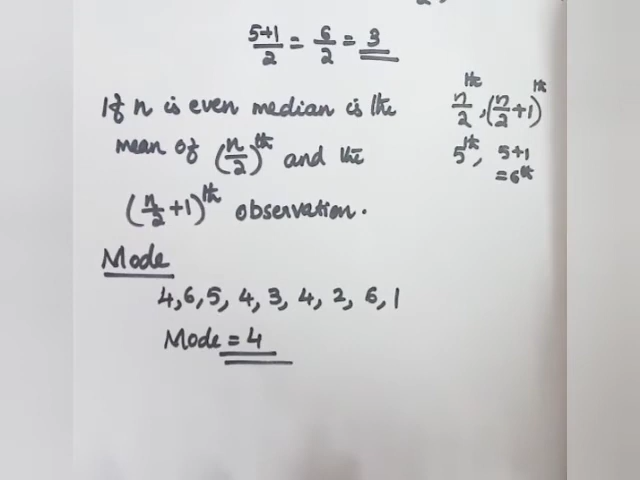 5+1/2 = 6/2 = 3
If n is even median is the
mean of (n/2)th and the
(n/2+1)th observation.
n/2 th, (n/2+1)th
5th, 5+1
=6th
Mode
4,6,5, 4, 3, 4, 2, 6, 1
Mode = 4